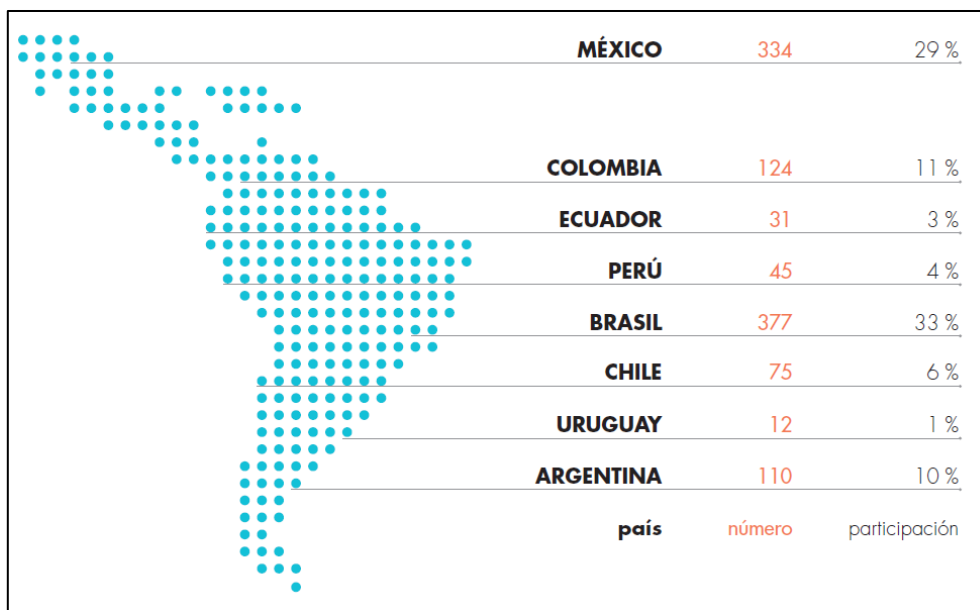 MÉXICO 334 29 %
COLOMBIA 124 11 %
ECUADOR 31 3 %
PERÚ 45 4 %
BRASIL 377 33 %
CHILE 75 6 %
URUGUAY 12 1 %
ARGENTINA 110 10 %
país número participación